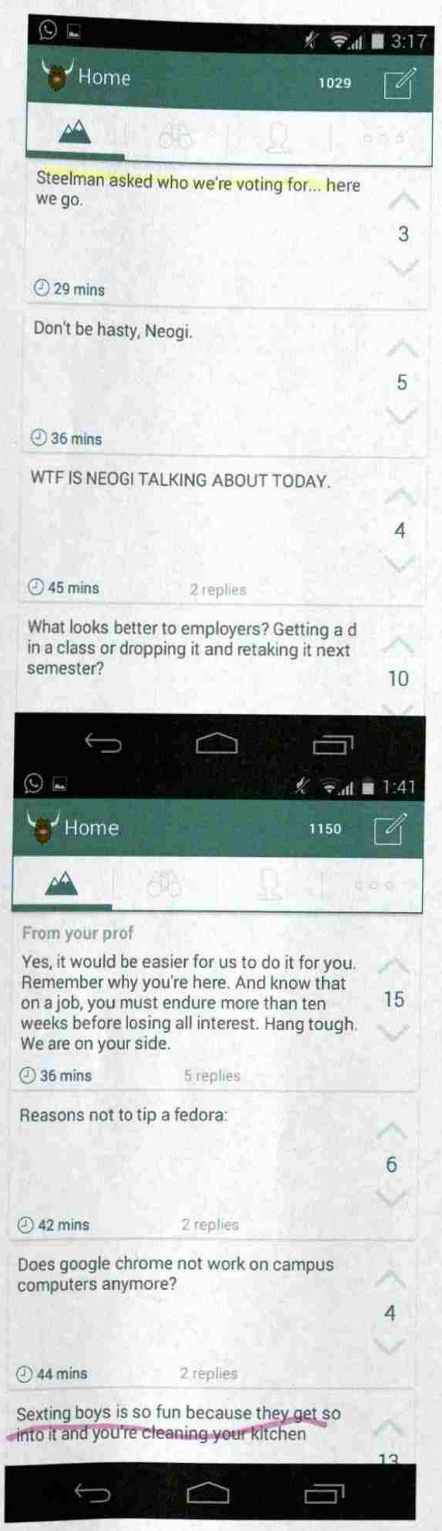 3:17
Home
1029
Steelman asked who we're voting for... here
we go.
3
29 mins
Don't be hasty, Neogi.
5
36 mins
WTF IS NEOGI TALKING ABOUT TODAY.
4
45 mins
2 replies
What looks better to employers? Getting a d
in a class or dropping it and retaking it next
semester?
10
1:41
Home
1150
From your prof
Yes, it would be easier for us to do it for you.
Remember why you're here. And know that
on a job, you must endure more than ten
weeks before losing all interest. Hang tough.
We are on your side.
15
36 mins
5 replies
Reasons not to tip a fedora:
6
42 mins
2 replies
Does google chrome not work on campus
computers anymore?
4
44 mins
2 replies
Sexting boys is so fun because they get so
into it and you're cleaning your kitchen
13